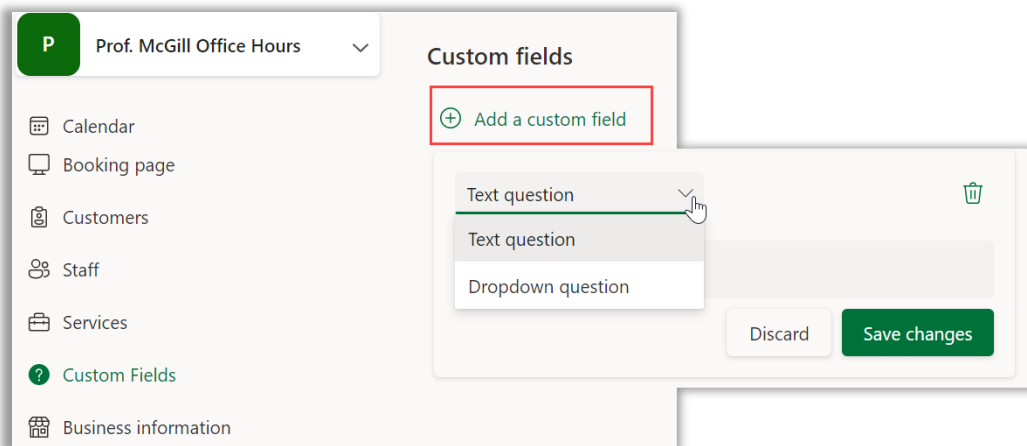 P
Prof. McGill Office Hours
Calendar
Booking page
Customers
Staff
Services
? Custom Fields
Business information
Custom fields
Add a custom field
Text question
Text question
Dropdown question
Discard
Save changes